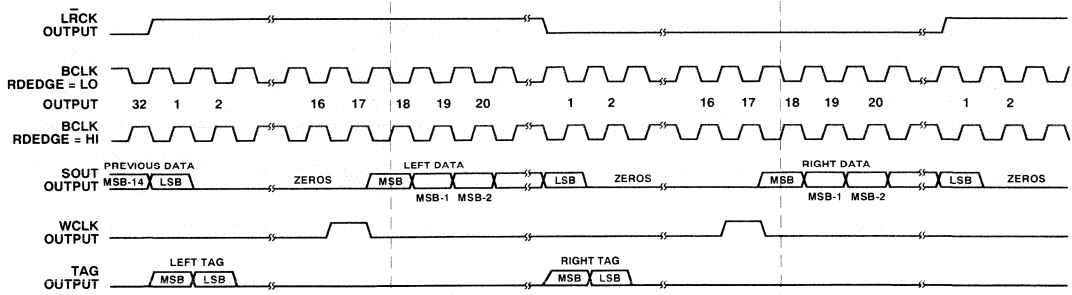 LRCK
OUTPUT
BCLK
RDEDGE = LO
OUTPUT 32 1 2 16 17 18 19 20 1 2 16 17 18 19 20 1 2
BCLK
RDEDGE = HI
PREVIOUS DATA LEFT DATA RIGHT DATA
SOUT
OUTPUT
MSB-14 LSB ZEROS MSB LSB ZEROS MSB LSB ZEROS
MSB-1 MSB-2 MSB-1 MSB-2
WCLK
OUTPUT
LEFT TAG RIGHT TAG
TAG
OUTPUT
MSB LSB MSB LSB